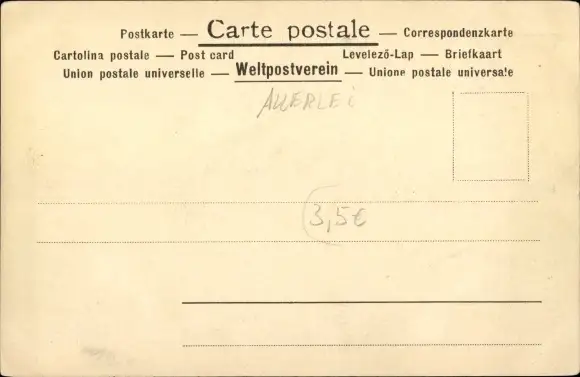 Postkarte — Carte postale — Correspondenzkarte
Cartolina postale — Post card Levelező-Lap — Briefkaart
Union postale universelle — Weltpostverein — Unione postale universale
ALLERLEi
3,5€